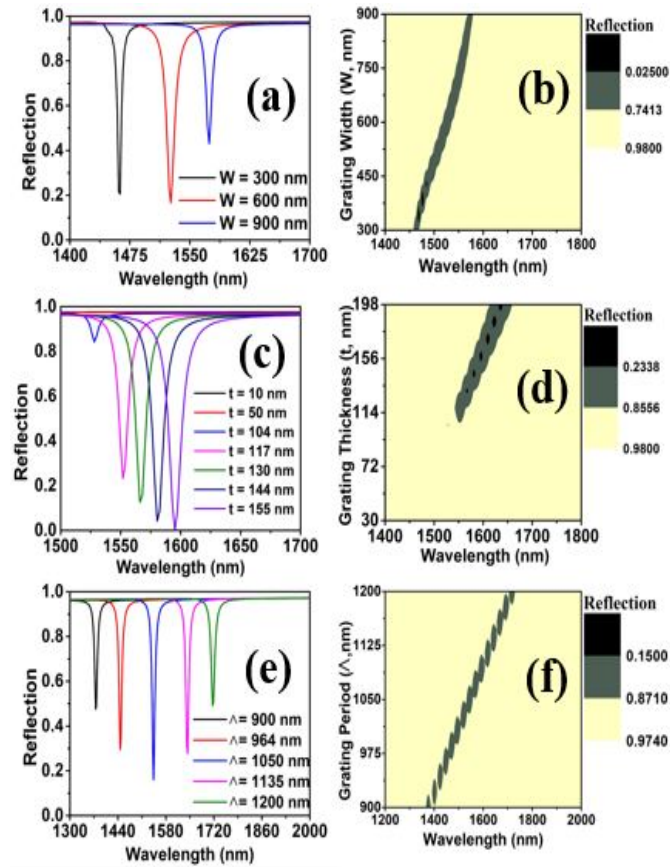 (a)
Reflection
1.0
0.8
0.6
0.4
0.2
0.0
W = 300 nm
W = 600 nm
W = 900 nm
1400 1475 1550 1625 1700
Wavelength (nm)
(b)
Grating Width (W, nm)
900
750
600
450
300
1400 1500 1600 1700 1800
Wavelength (nm)
Reflection
0.02500
0.7413
0.9800
(c)
Reflection
1.0
0.8
0.6
0.4
0.2
0.0
t = 10 nm
t = 50 nm
t = 104 nm
t = 117 nm
t = 130 nm
t = 144 nm
t = 155 nm
1500 1550 1600 1650 1700
Wavelength (nm)
(d)
Grating Thickness (t, nm)
198
156
114
72
30
1400 1500 1600 1700 1800
Wavelength (nm)
Reflection
0.2338
0.8556
0.9800
(e)
Reflection
1.0
0.8
0.6
0.4
0.2
0.0
Λ= 900 nm
Λ= 964 nm
Λ= 1050 nm
Λ= 1135 nm
Λ= 1200 nm
1300 1440 1580 1720 1860 2000
Wavelength (nm)
(f)
Grating Period (Λ,nm)
1200
1125
1050
975
900
1400 1600 1800 2000
Wavelength (nm)
Reflection
0.1500
0.8710
0.9740